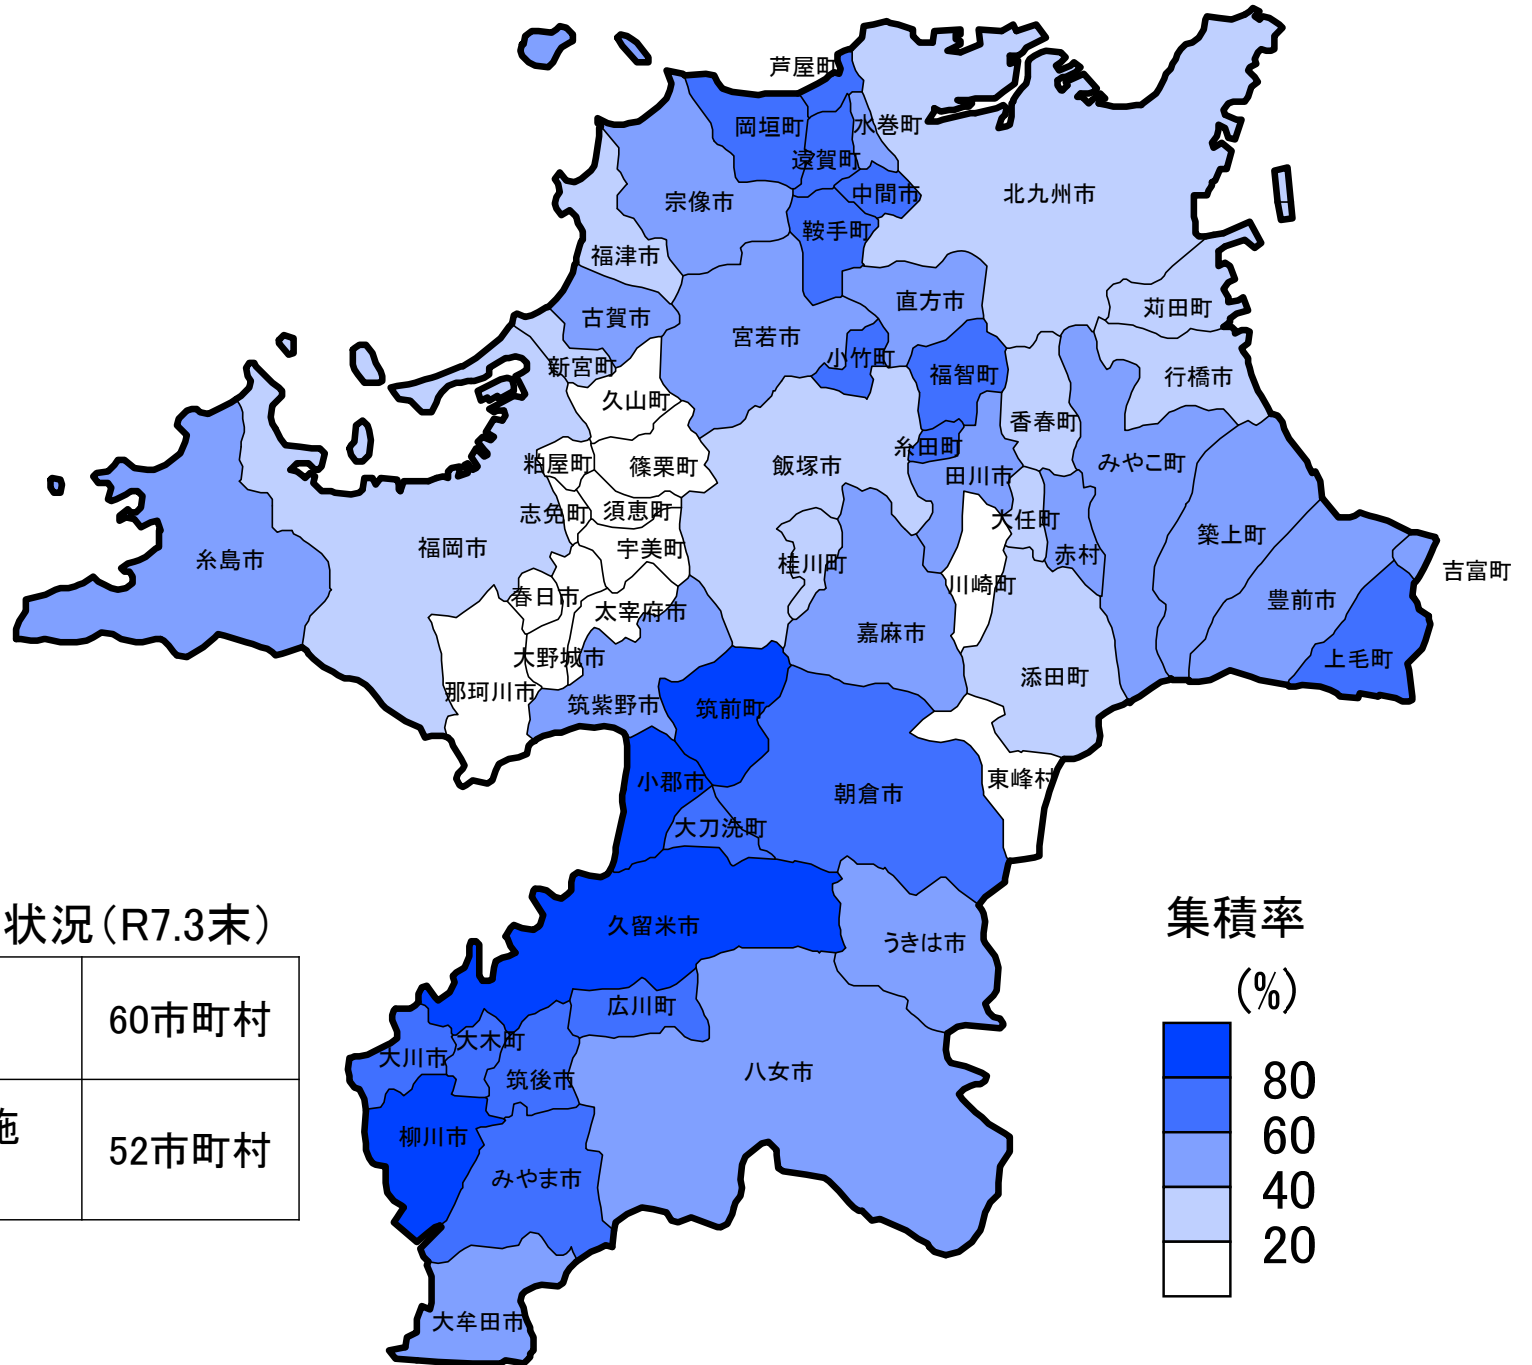 芦屋町
岡垣町
水巻町
遠賀町
中間市
北九州市
宗像市
鞍手町
福津市
直方市
苅田町
古賀市
宮若市
小竹町
新宮町
福智町
行橋市
久山町
香春町
糸田町
みやこ町
粕屋町
篠栗町
飯塚市
田川市
志免町
須恵町
大任町
築上町
福岡市
宇美町
赤村
糸島市
桂川町
川崎町
吉富町
春日市
太宰府市
嘉麻市
豊前市
大野城市
上毛町
那珂川市
添田町
筑紫野市
筑前町
小郡市
朝倉市
東峰村
大刀洗町
久留米市
うきは市
広川町
大木町
大川市
筑後市
八女市
柳川市
みやま市
大牟田市
状況（R7.3末）
60市町村
施
52市町村
集積率
(%)
80
60
40
20